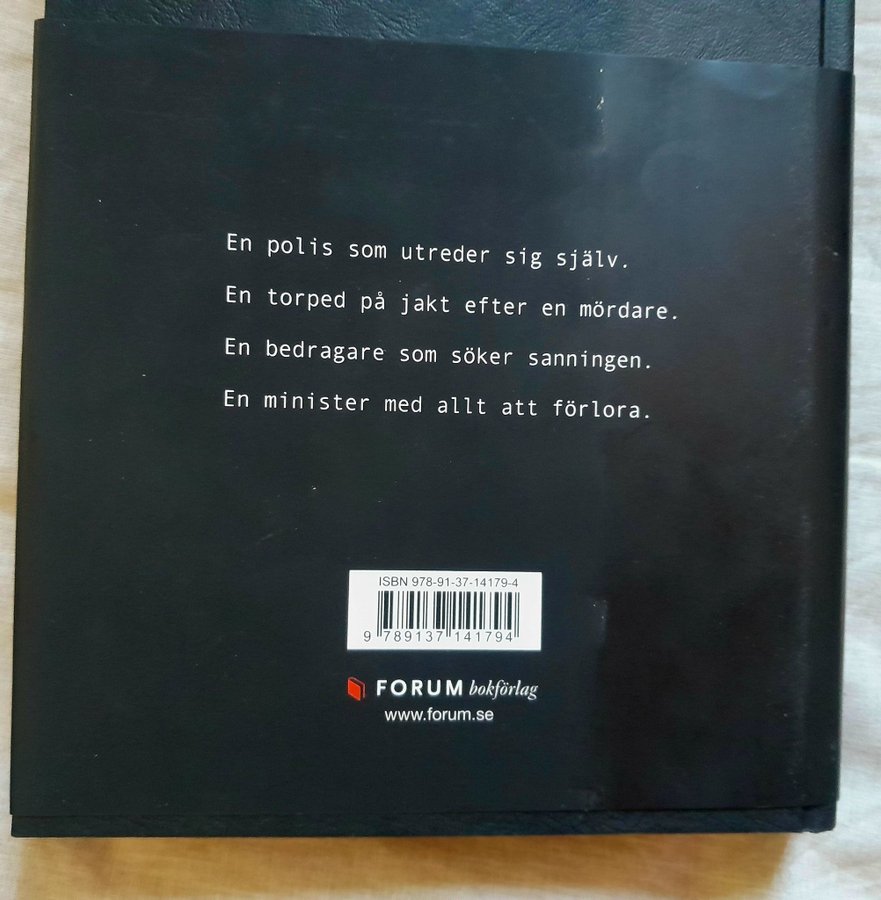 En polis som utreder sig själv.
En torped på jakt efter en mördare.
En bedragare som söker sanningen.
En minister med allt att förlora.
ISBN 978-91-37-14179-4
9 789137 141794
FORUM bokförlag
www.forum.se